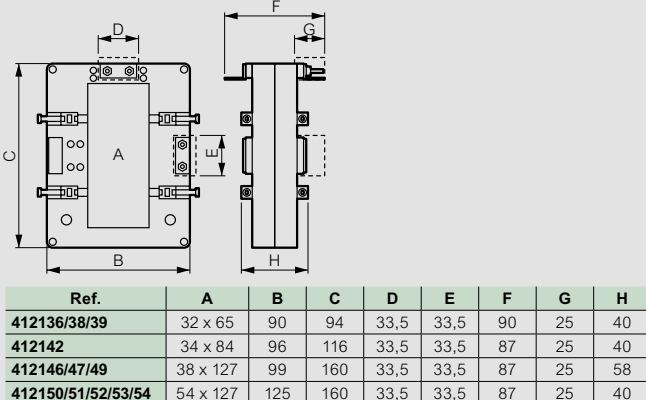 F
D
G
C
A
E
B
H
Ref. A B C D E F G H
412136/38/39 32 x 65 90 94 33,5 33,5 90 25 40
412142 34 x 84 96 116 33,5 33,5 87 25 40
412146/47/49 38 x 127 99 160 33,5 33,5 87 25 58
412150/51/52/53/54 54 x 127 125 160 33,5 33,5 87 25 40